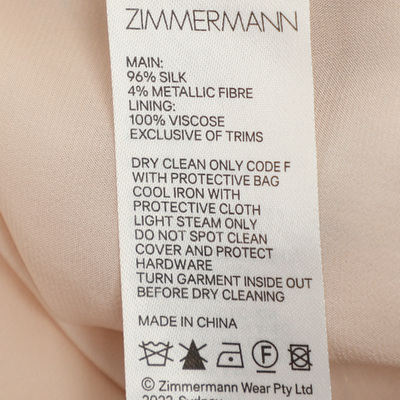 ZIMMERMANN
MAIN:
96% SILK
4% METALLIC FIBRE
LINING:
100% VISCOSE
EXCLUSIVE OF TRIMS
DRY CLEAN ONLY CODE F
WITH PROTECTIVE BAG
COOL IRON WITH
PROTECTIVE CLOTH
LIGHT STEAM ONLY
DO NOT SPOT CLEAN
COVER AND PROTECT
HARDWARE
TURN GARMENT INSIDE OUT
BEFORE DRY CLEANING
MADE IN CHINA
F
© Zimmermann Wear Pty Ltd